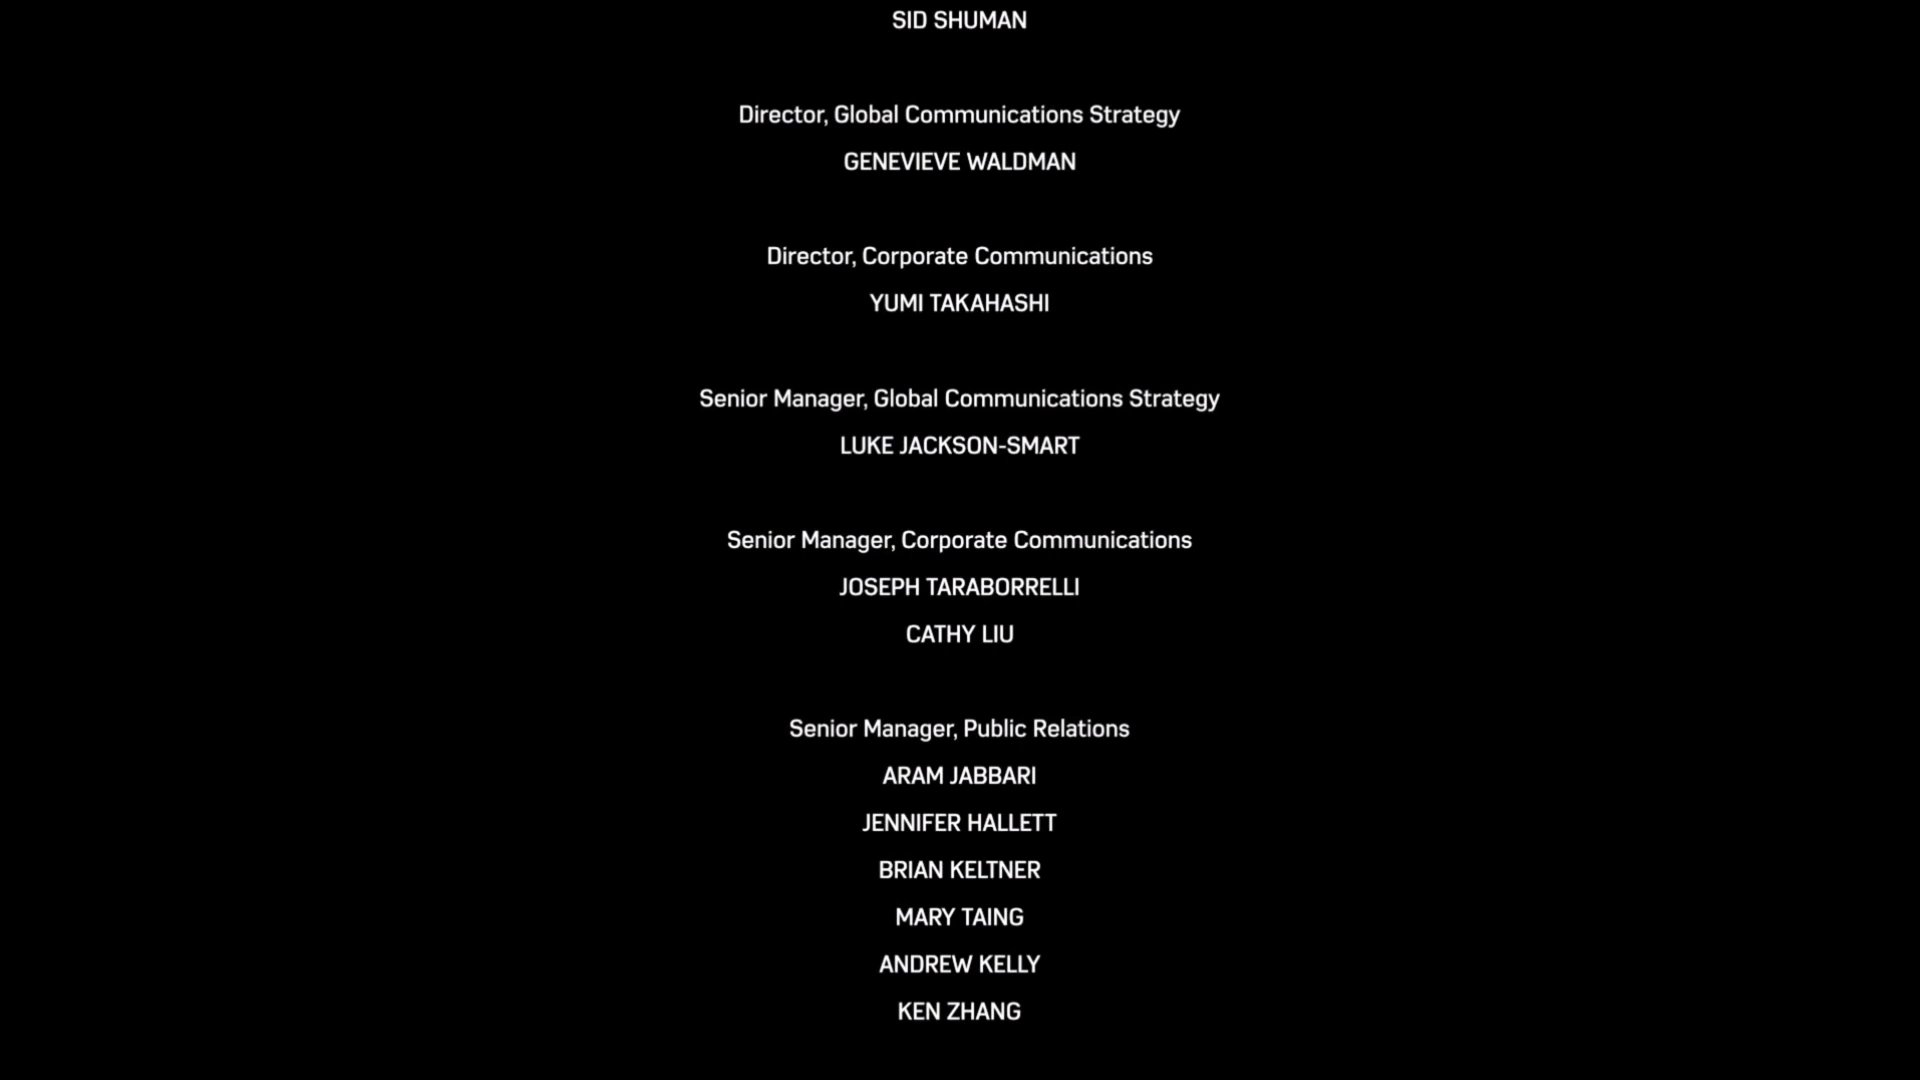 SID SHUMAN
Director, Global Communications Strategy
GENEVIEVE WALDMAN
Director, Corporate Communications
YUMI TAKAHASHI
Senior Manager, Global Communications Strategy
LUKE JACKSON-SMART
Senior Manager, Corporate Communications
JOSEPH TARABORRELLI
CATHY LIU
Senior Manager, Public Relations
ARAM JABBARI
JENNIFER HALLETT
BRIAN KELTNER
MARY TAING
ANDREW KELLY
KEN ZHANG